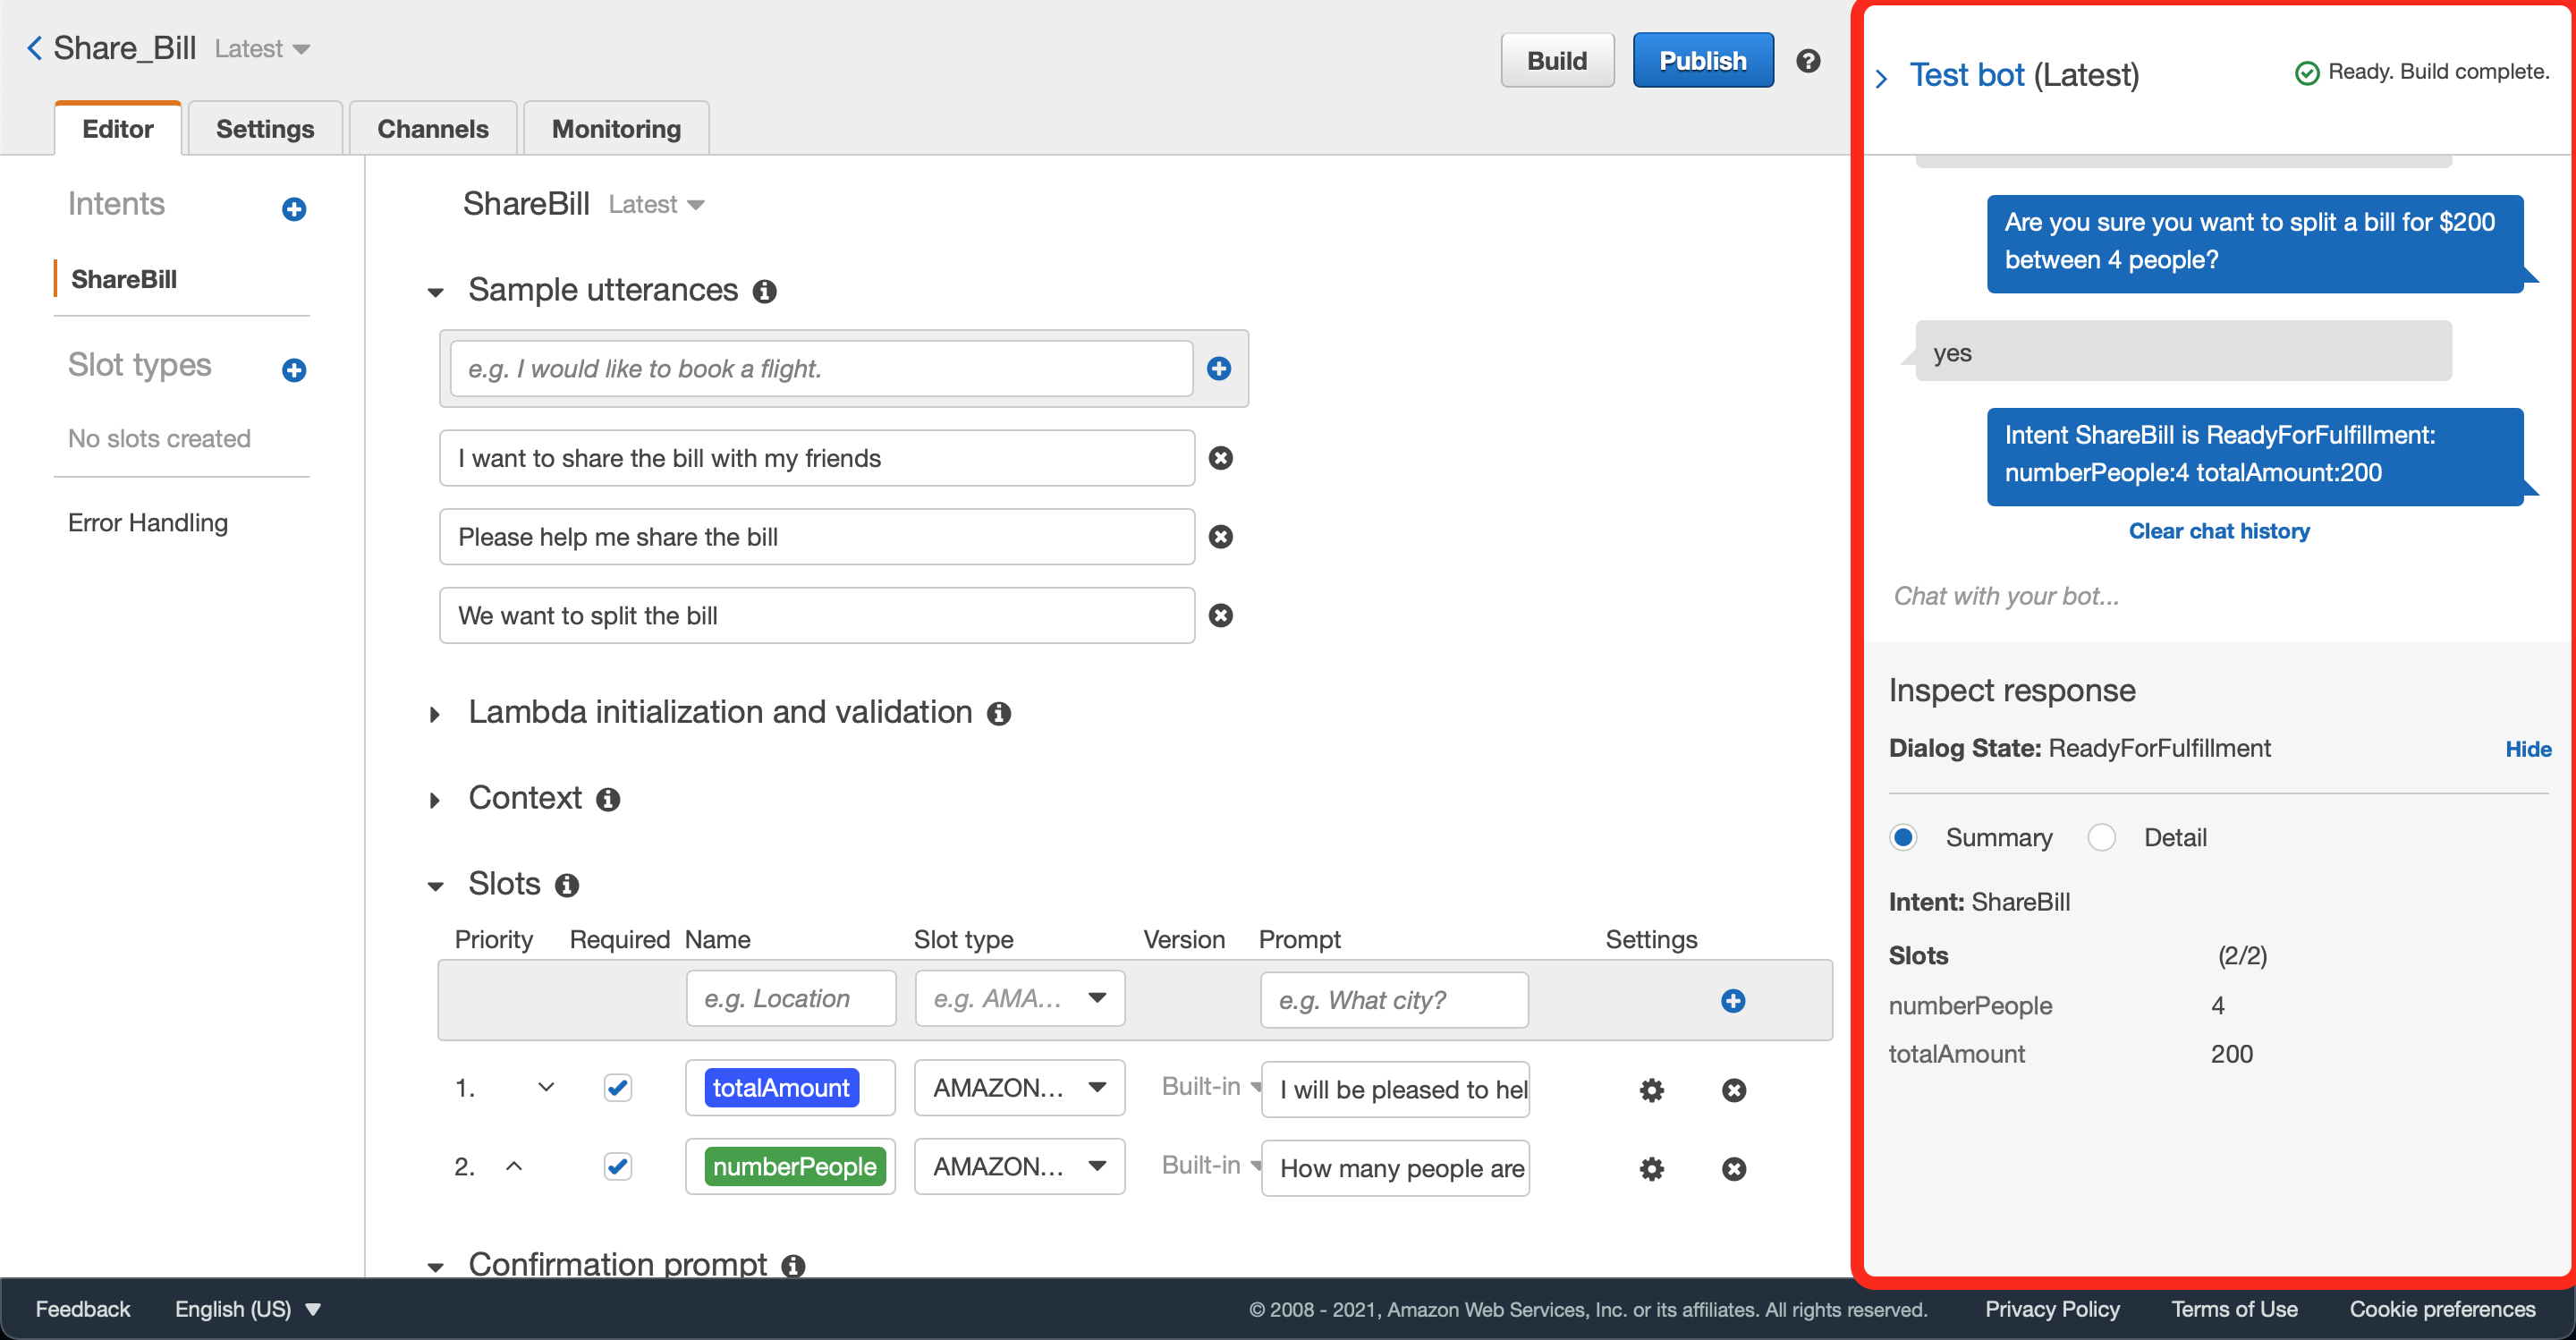 Share_Bill Latest
Build Publish
Editor Settings Channels Monitoring
Intents
ShareBill
Slot types
No slots created
Error Handling
ShareBill Latest
Sample utterances
e.g. I would like to book a flight.
I want to share the bill with my friends
Please help me share the bill
We want to split the bill
Lambda initialization and validation
Context
Slots
Priority Required Name Slot type Version Prompt Settings
e.g. Location e.g. AMA... e.g. What city?
1. totalAmount AMAZON... Built-in I will be pleased to hel
2. numberPeople AMAZON... Built-in How many people are
Confirmation prompt
Test bot (Latest) Ready. Build complete.
Are you sure you want to split a bill for $200
between 4 people?
yes
Intent ShareBill is ReadyForFulfillment:
numberPeople:4 totalAmount:200
Clear chat history
Chat with your bot...
Inspect response
Dialog State: ReadyForFulfillment Hide
Summary Detail
Intent: ShareBill
Slots (2/2)
numberPeople 4
totalAmount 200
Feedback English (US) © 2008 - 2021, Amazon Web Services, Inc. or its affiliates. All rights reserved. Privacy Policy Terms of Use Cookie preferences